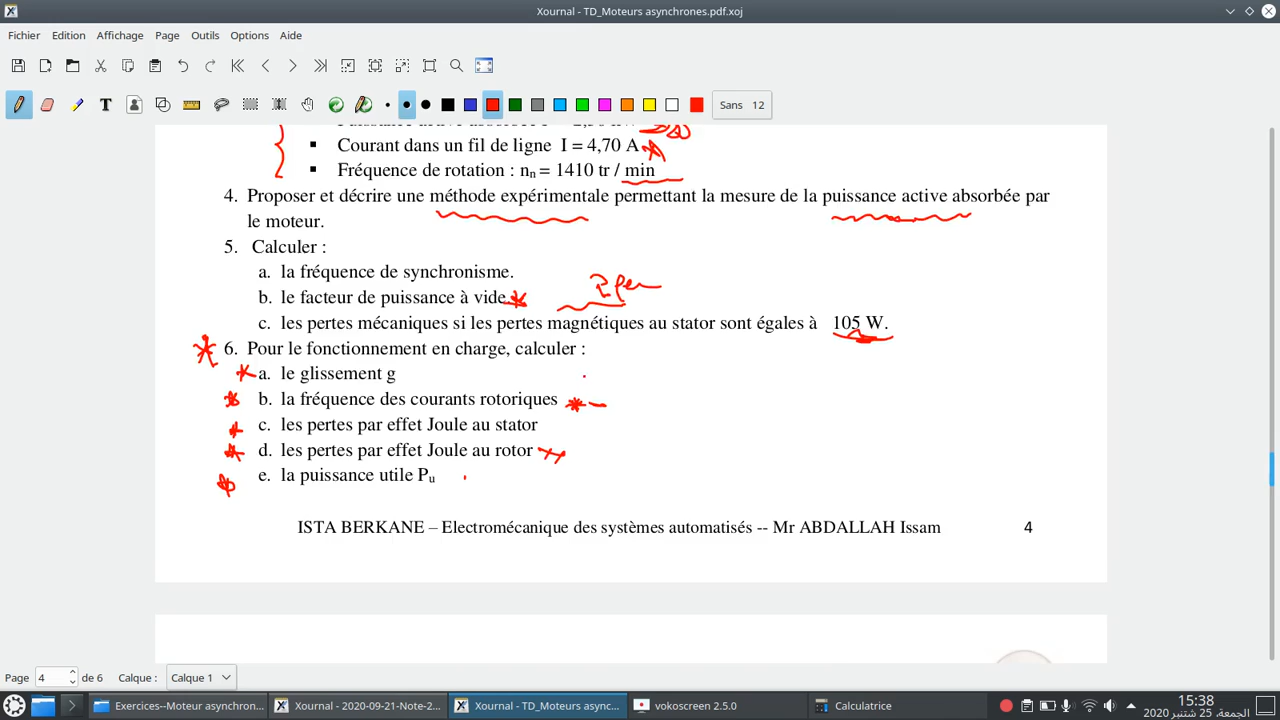 Xournal - TD_Moteurs asynchrones.pdf.xoj
Fichier Edition Affichage Page Outils Options Aide
Sans 12
Courant dans un fil de ligne I = 4,70 A
Fréquence de rotation : nn = 1410 tr / min
4. Proposer et décrire une méthode expérimentale permettant la mesure de la puissance active absorbée par
le moteur.
5. Calculer :
a. la fréquence de synchronisme.
b. le facteur de puissance à vide
c. les pertes mécaniques si les pertes magnétiques au stator sont égales à 105 W.
6. Pour le fonctionnement en charge, calculer :
a. le glissement g
b. la fréquence des courants rotoriques
c. les pertes par effet Joule au stator
d. les pertes par effet Joule au rotor
e. la puissance utile Pu
ISTA BERKANE – Electromécanique des systèmes automatisés -- Mr ABDALLAH Issam 4
Page 4 de 6 Calque : Calque 1
Exercices--Moteur asynchron... Xournal - 2020-09-21-Note-2... Xournal - TD_Moteurs async... vokoscreen 2.5.0 Calculatrice
15:38
الجمعة، 25 شتنبر 2020